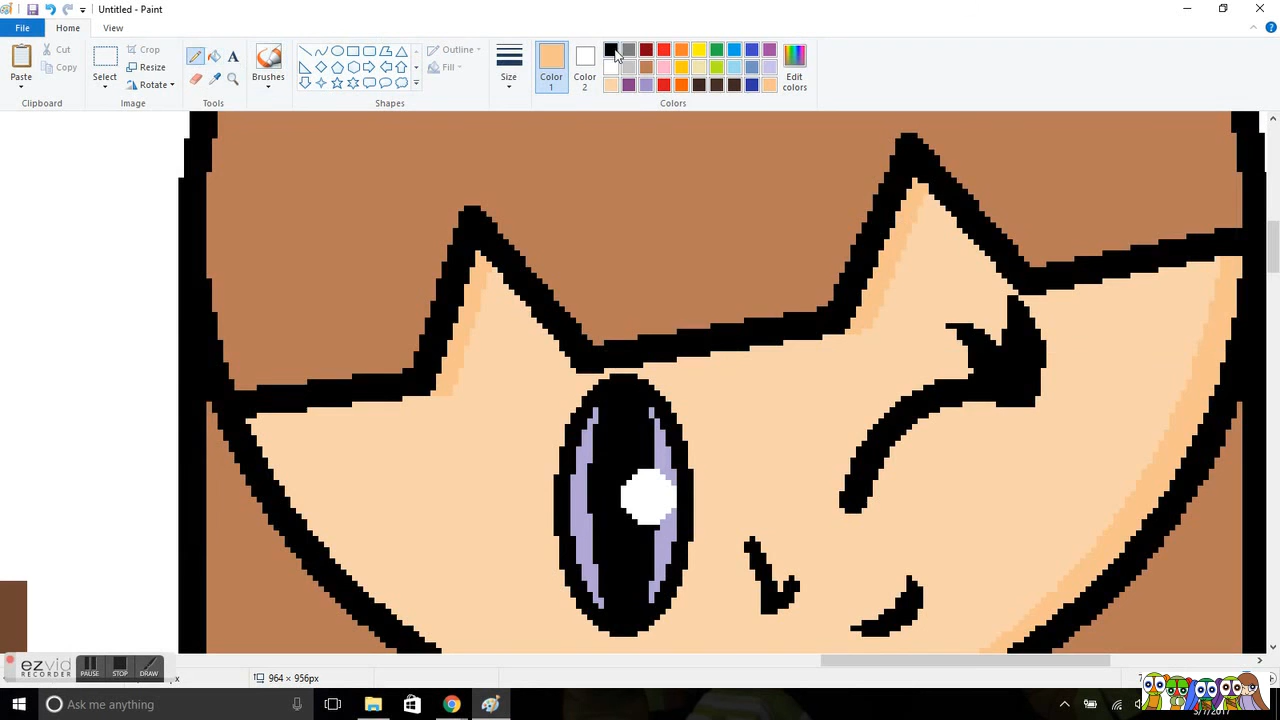 Untitled - Paint
File
Home
View
Paste
Cut
Copy
Clipboard
Select
Crop
Resize
Rotate
Image
A
Tools
Brushes
Outline
Fill
Shapes
Size
Color 1
Color 2
Edit colors
Colors
ezvid
RECORDER
PAUSE
STOP
DRAW
964 × 956px
Ask me anything